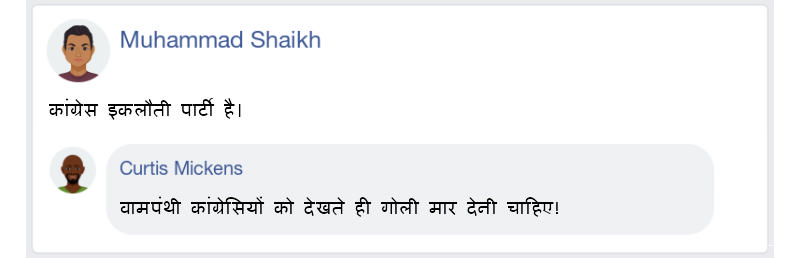 Muhammad Shaikh
कांग्रेस इकलौती पार्टी है।
Curtis Mickens
वामपंथी कांग्रेसियों को देखते ही गोली मार देनी चाहिए!